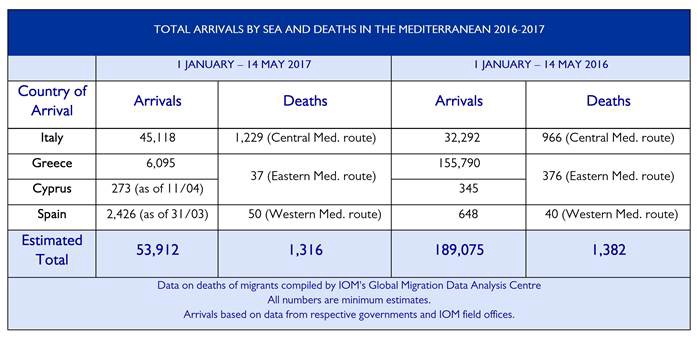 TOTAL ARRIVALS BY SEA AND DEATHS IN THE MEDITERRANEAN 2016-2017
1 JANUARY – 14 MAY 2017 1 JANUARY – 14 MAY 2016
Country of
Arrival Arrivals Deaths Arrivals Deaths
Italy 45,118 1,229 (Central Med. route) 32,292 966 (Central Med. route)
Greece 6,095 155,790
37 (Eastern Med. route) 376 (Eastern Med. route)
Cyprus 273 (as of 11/04) 345
Spain 2,426 (as of 31/03) 50 (Western Med. route) 648 40 (Western Med. route)
Estimated
Total 53,912 1,316 189,075 1,382
Data on deaths of migrants compiled by IOM's Global Migration Data Analysis Centre
All numbers are minimum estimates.
Arrivals based on data from respective governments and IOM field offices.